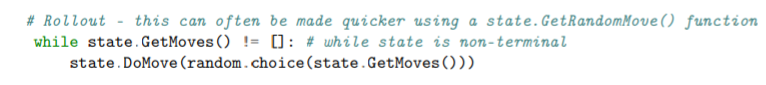 # Rollout - this can often be made quicker using a state.GetRandomMove() function
while state.GetMoves() != []: # while state is non-terminal
state.DoMove(random.choice(state.GetMoves()))